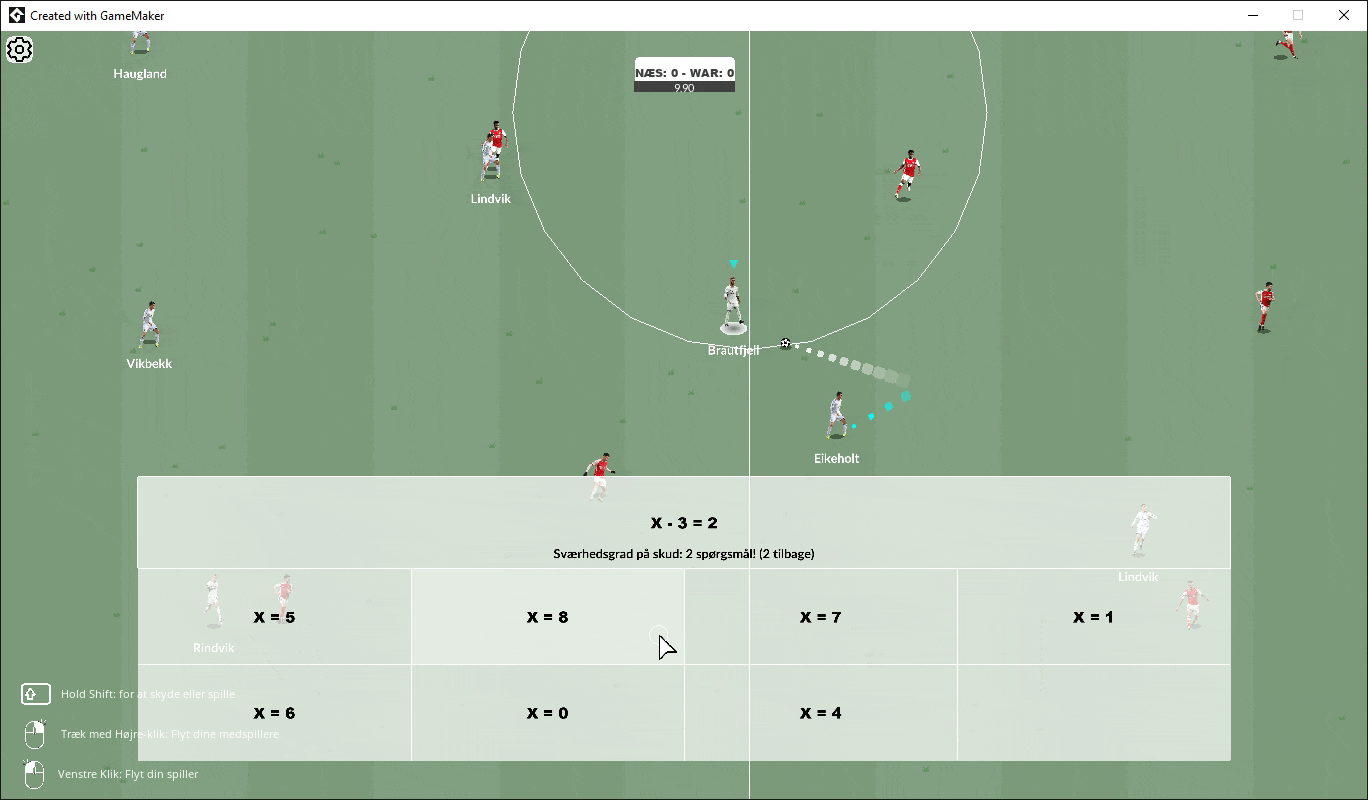 Created with GameMaker
Haugland
NÆS: 0 - WAR: 0
9.90
Lindvik
Brautfjell
Vikbekk
Eikeholt
X - 3 = 2
Sværhedsgrad på skud: 2 spørgsmål! (2 tilbage)
Lindvik
X = 5
X = 8
X = 7
X = 1
Rindvik
Hold Shift: for at skyde eller spille
X = 6
X = 0
X = 4
Træk med Højre-klik: Flyt dine medspillere
Venstre Klik: Flyt din spiller